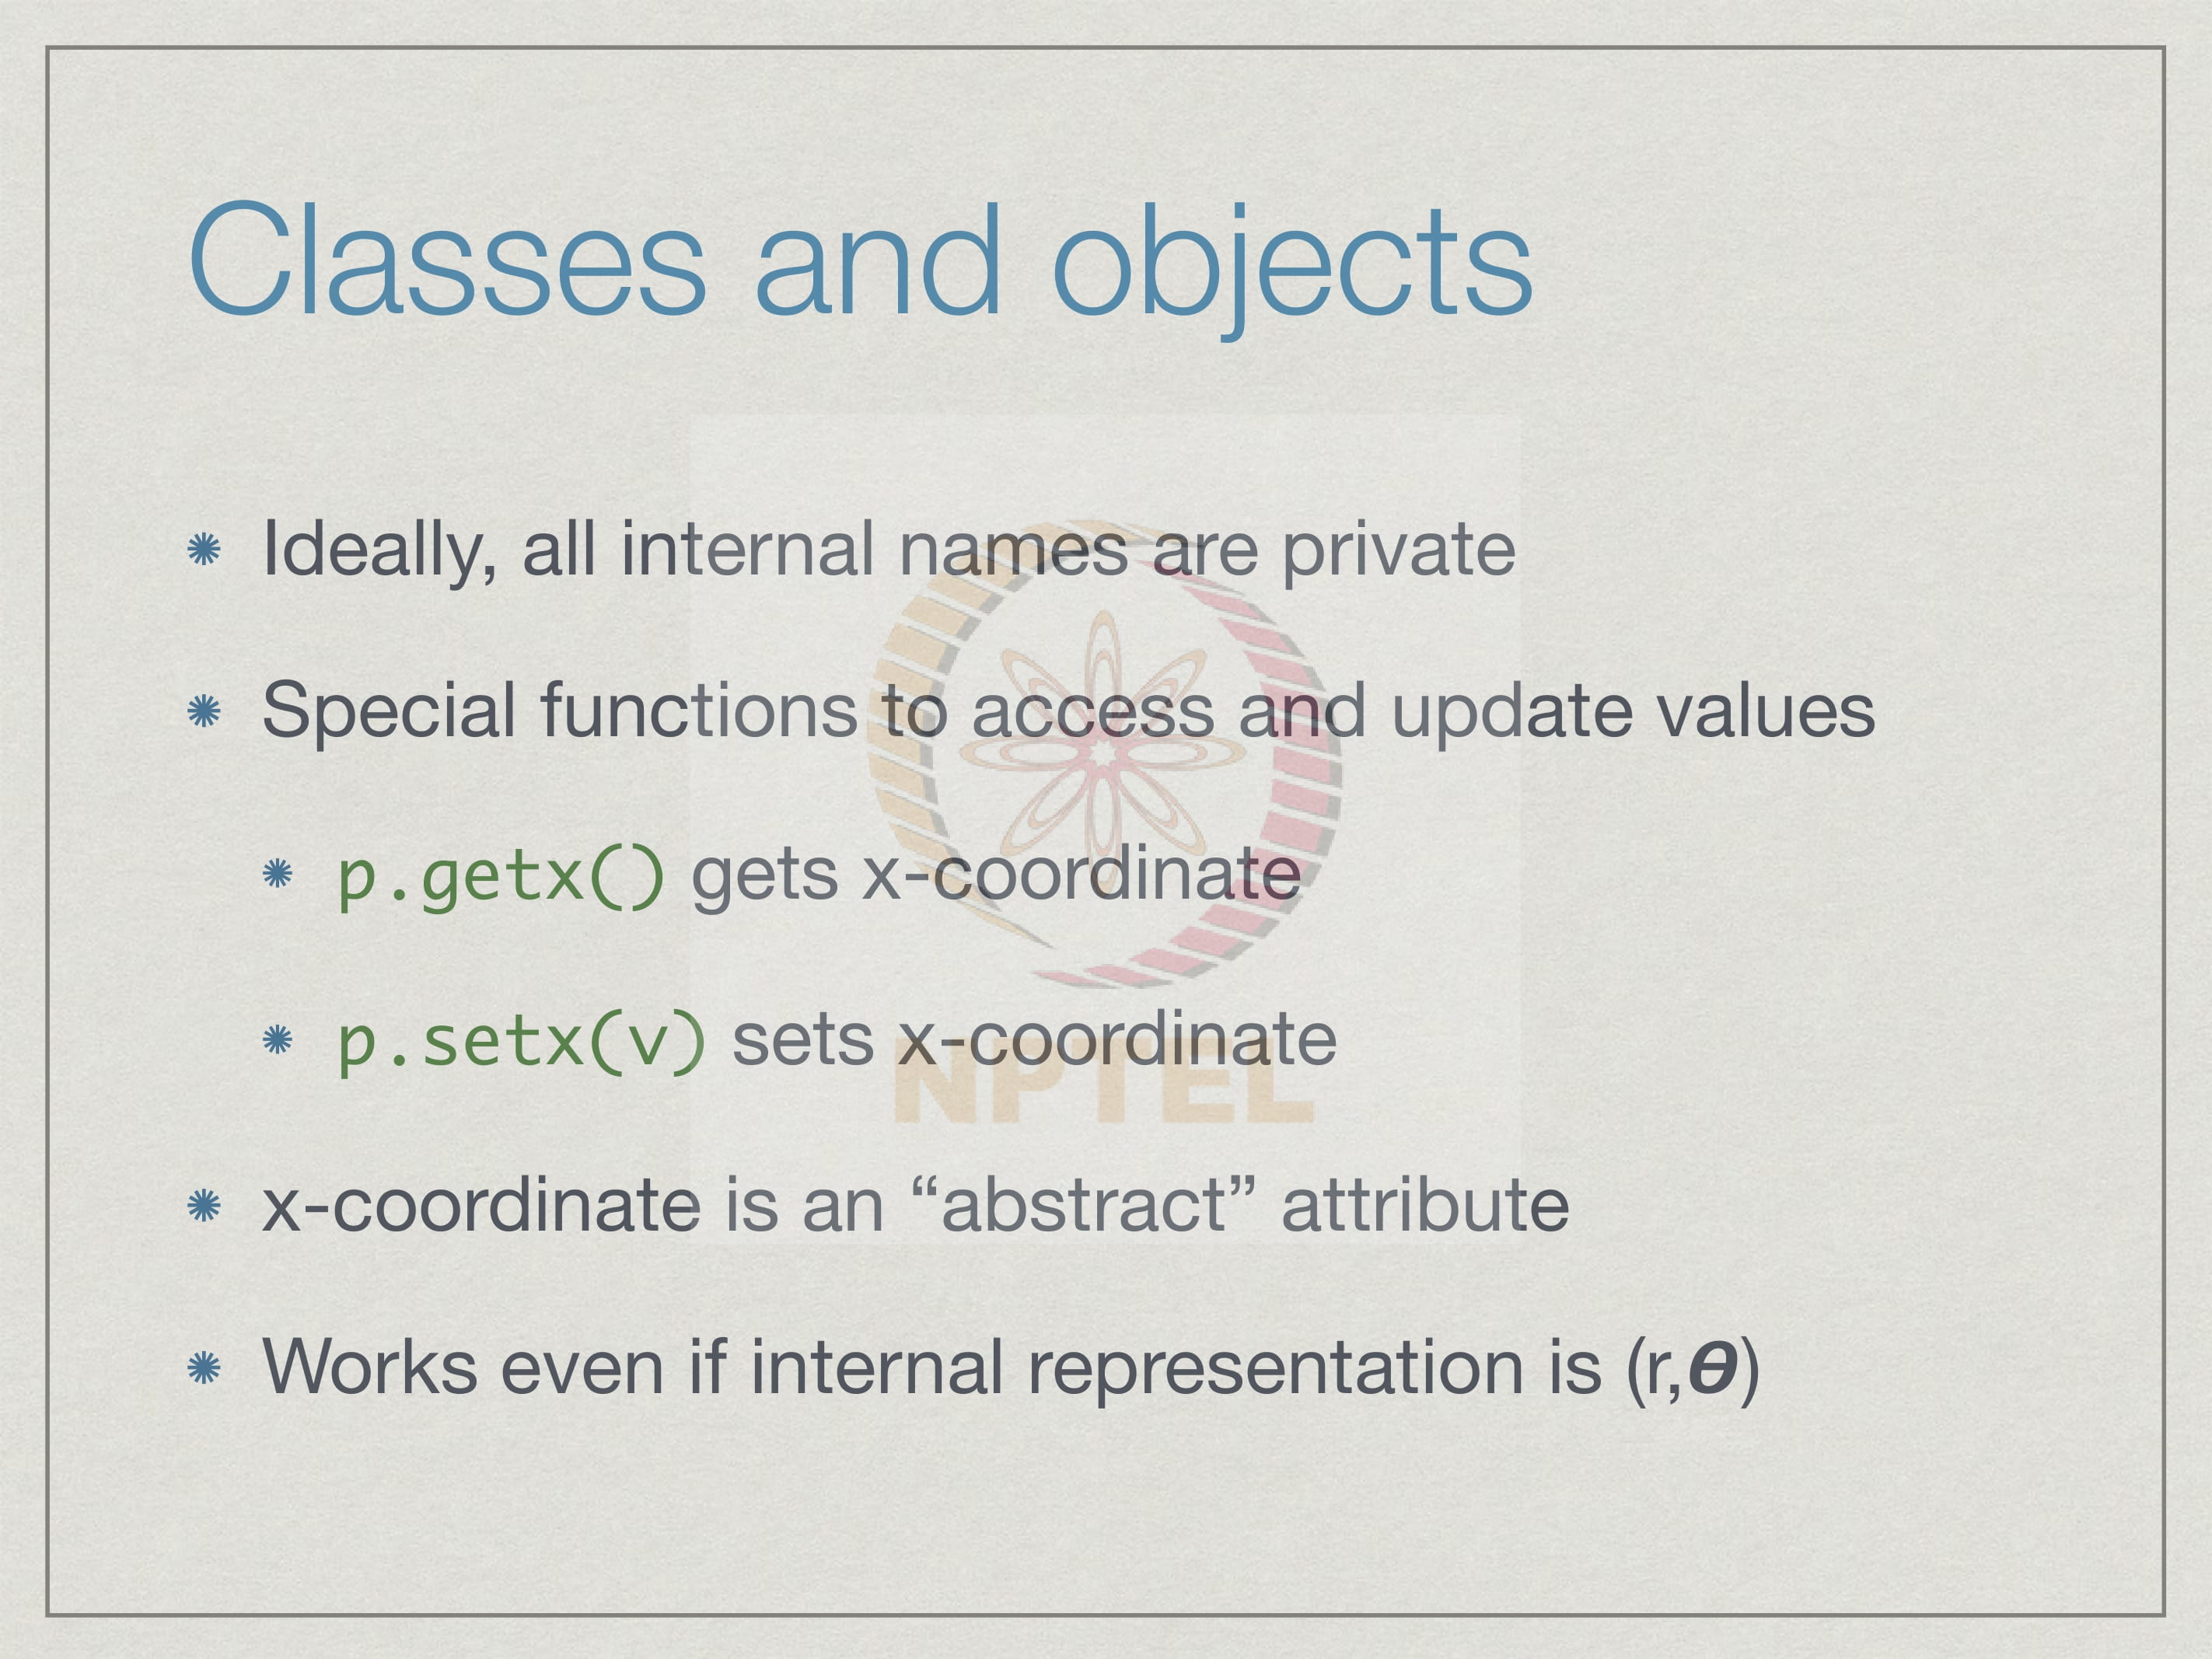 Classes and objects
Ideally, all internal names are private
Special functions to access and update values
p.getx() gets x-coordinate
p.setx(v) sets x-coordinate
NPTEL
x-coordinate is an “abstract” attribute
Works even if internal representation is (r,θ)